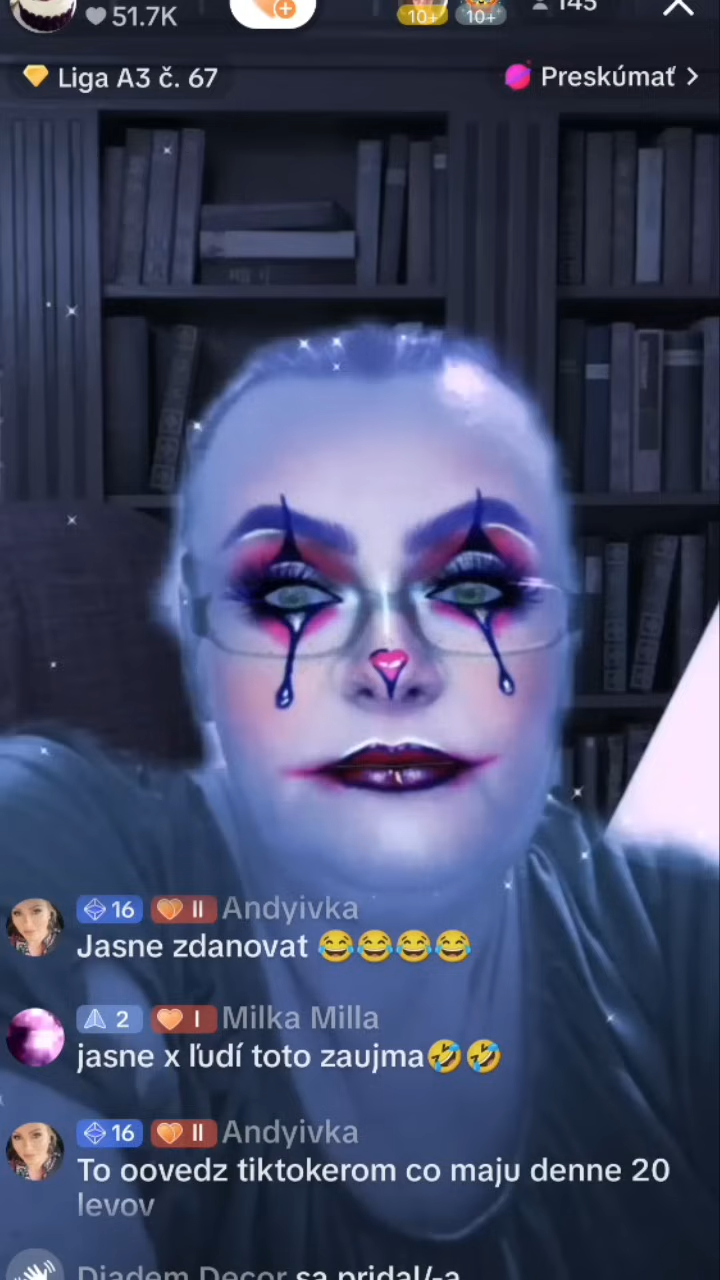 51.7K
10+
10+
145
Liga A3 č. 67
Preskúmať
16 II Andyivka
Jasne zdanovat 😂😂😂😂
2 I Milka Milla
jasne x ľudí toto zaujma🤣🤣
16 II Andyivka
To oovedz tiktokerom co maju denne 20
levov
Diadem Decor sa pridal/-a